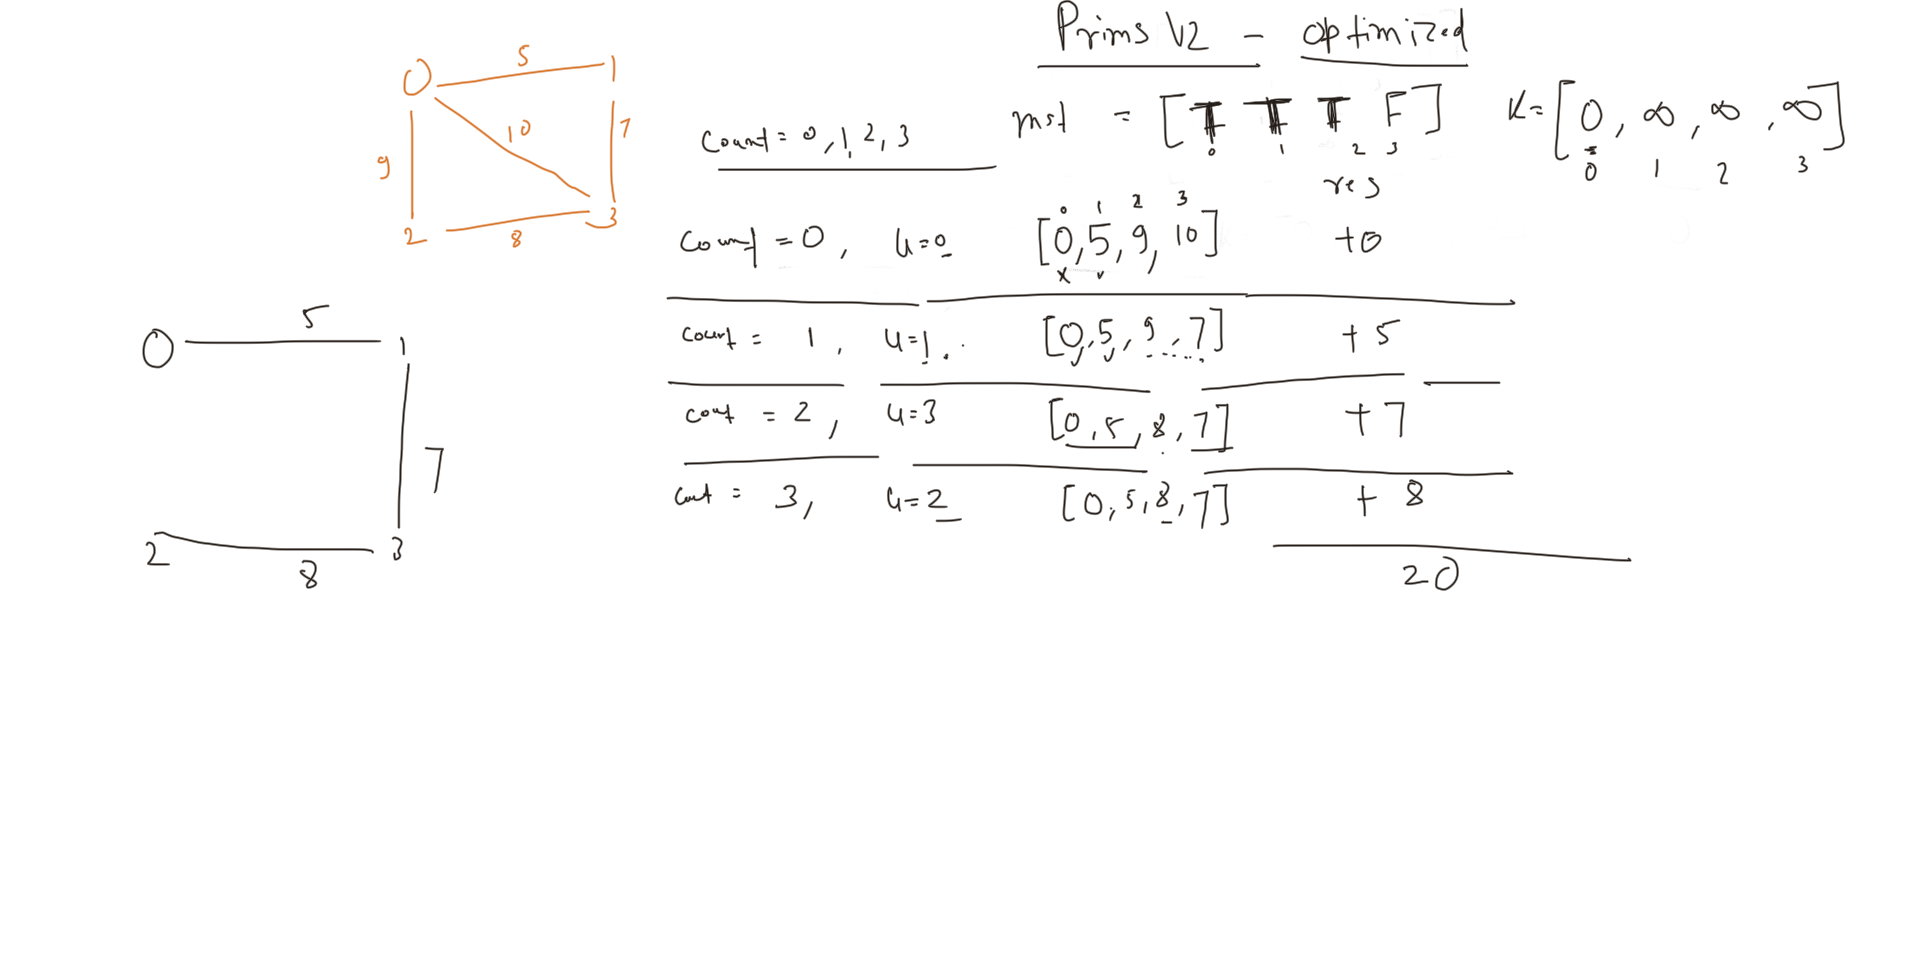 Prims V2 - optimized
5
0 1
10
7
9
2 3
8
Count = 0, 1, 2, 3
mst = [T T T F]
0 1 2 3
K = [0, ∞, ∞, ∞]
0 1 2 3
res
0 1 2 3
Count = 0, u=0 [0, 5, 9, 10] +0
x ✓
Count = 1, u=1 [0, 5, 9, 7] +5
Cout = 2, u=3 [0, 5, 8, 7] +7
Cout = 3, u=2 [0, 5, 8, 7] +8
20
5
0 1
7
2 3
8